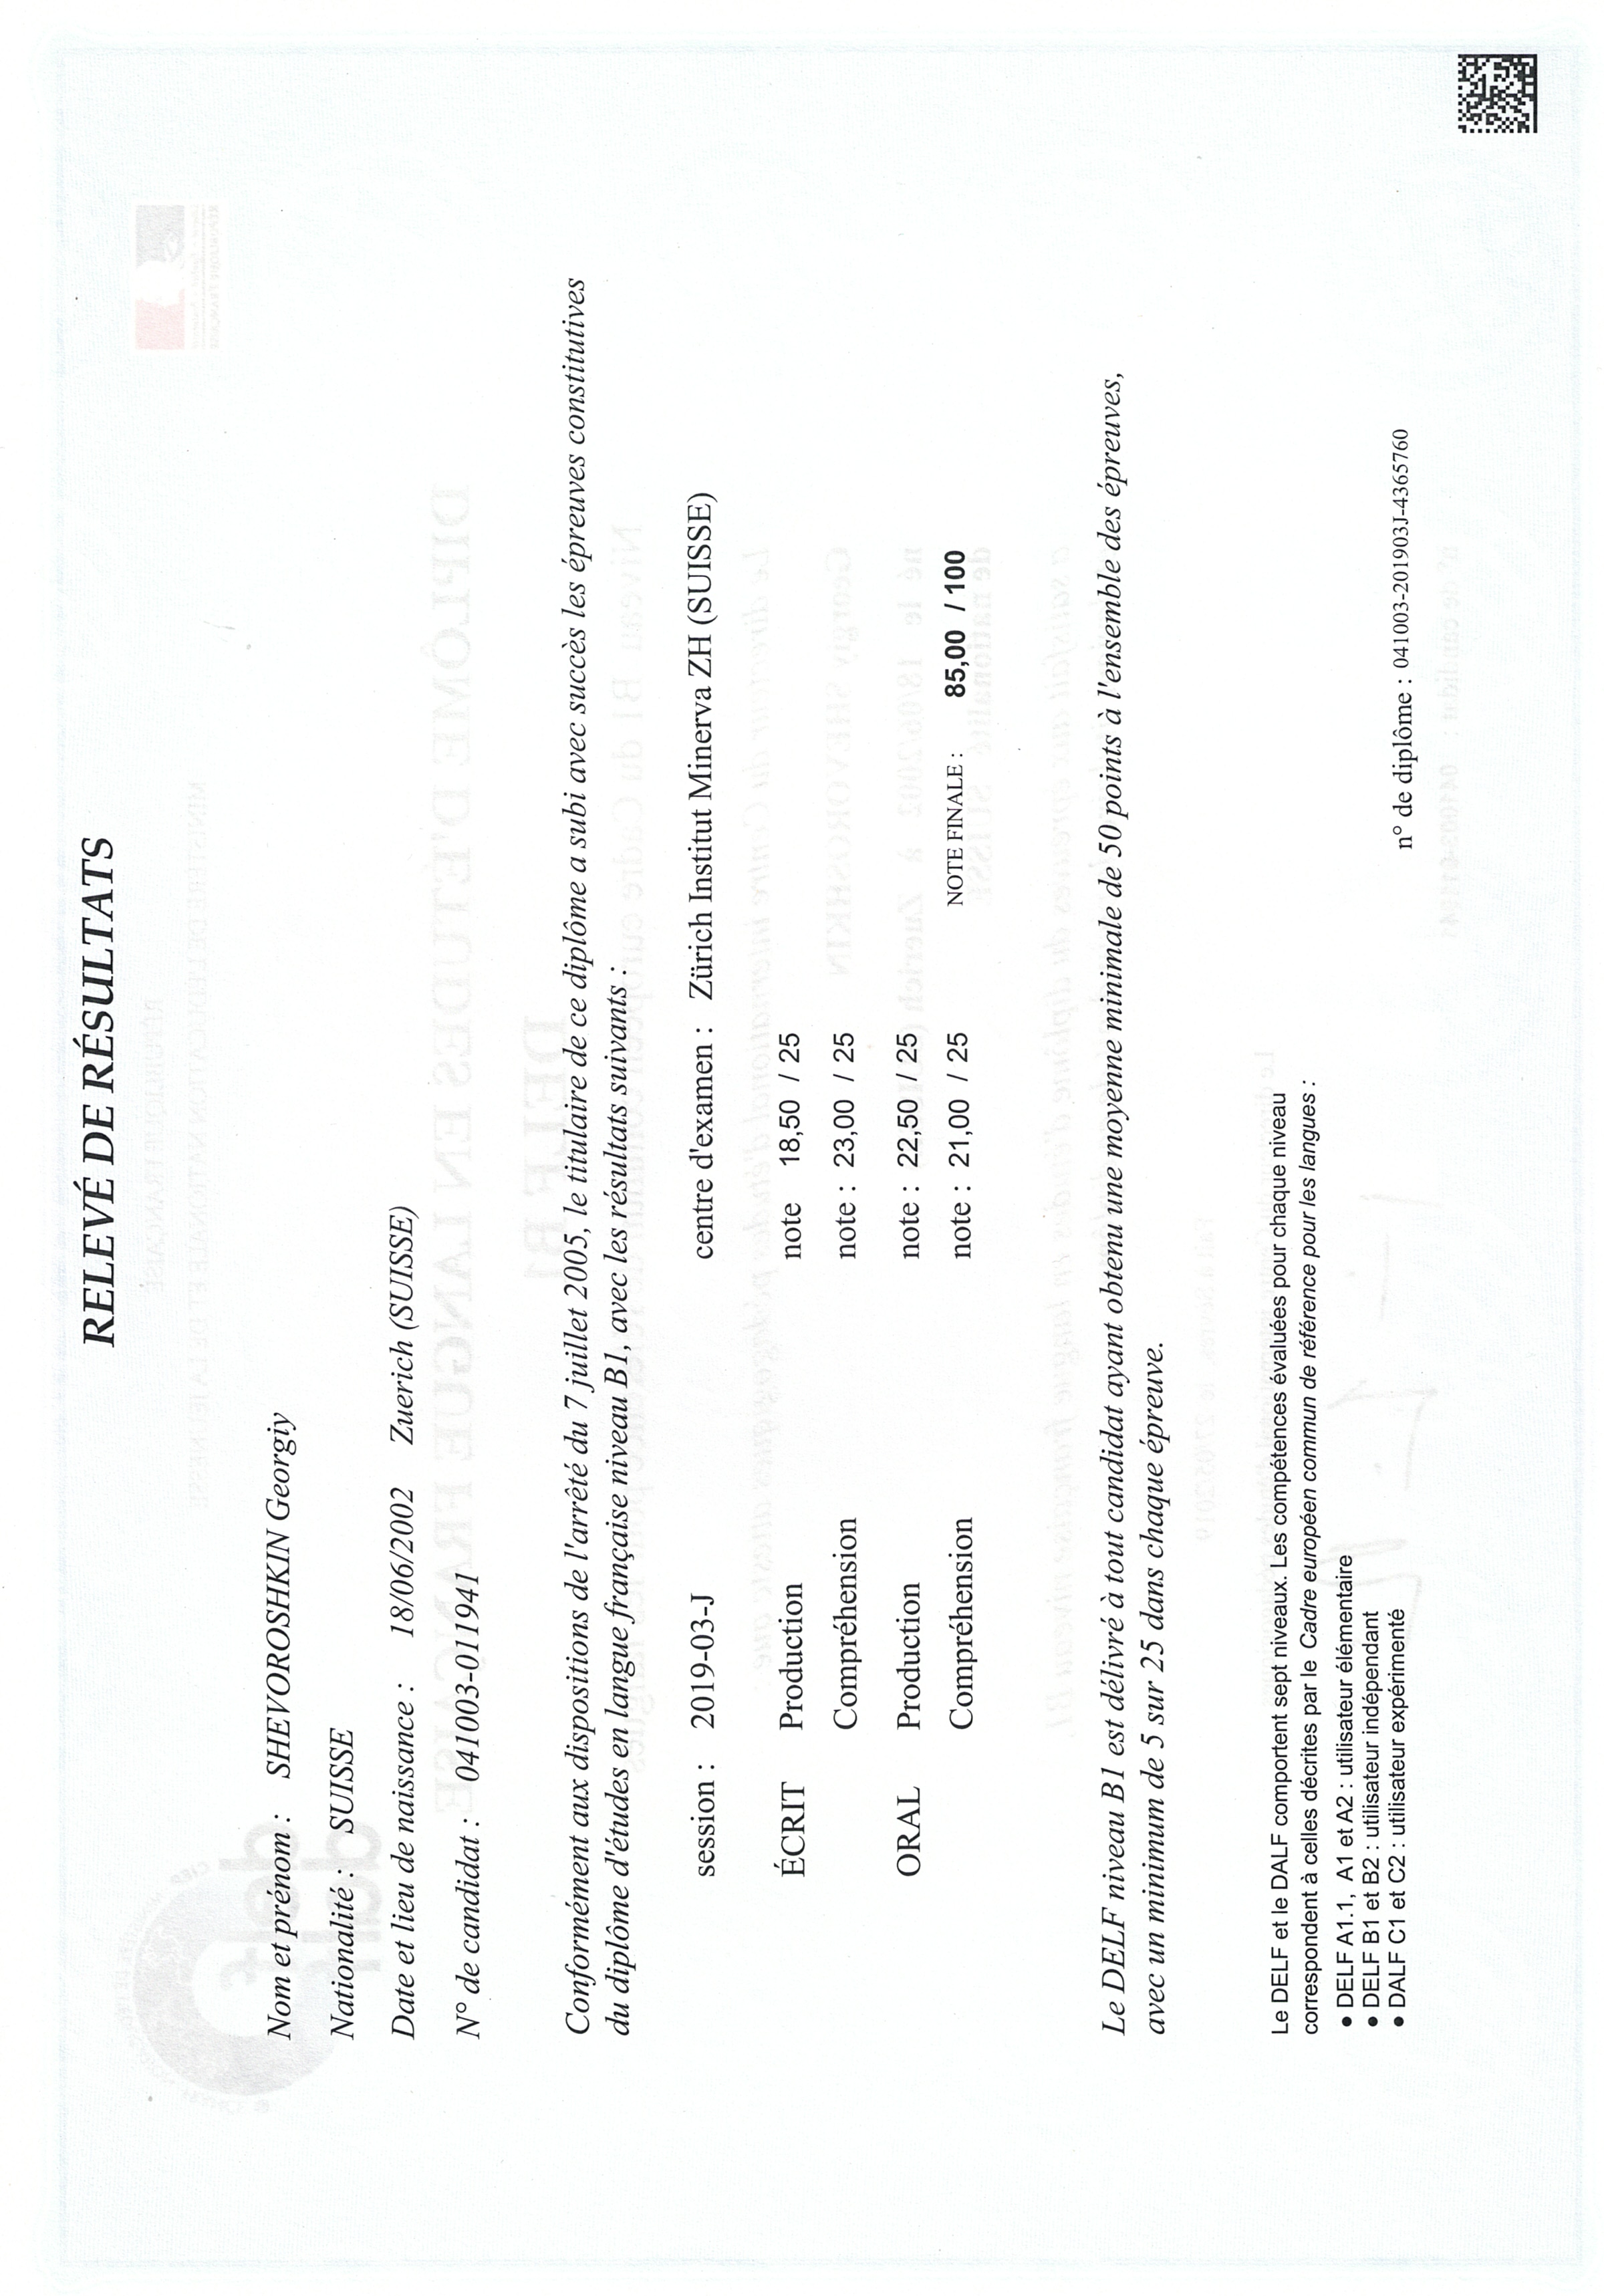 RELEVÉ DE RÉSULTATS
Nom et prénom : SHEVOROSHKIN Georgiy
Nationalité : SUISSE
Date et lieu de naissance : 18/06/2002 Zuerich (SUISSE)
N° de candidat : 041003-011941
Conformément aux dispositions de l'arrêté du 7 juillet 2005, le titulaire de ce diplôme a subi avec succès les épreuves constitutives
du diplôme d'études en langue française niveau B1, avec les résultats suivants :
session : 2019-03-J centre d'examen : Zürich Institut Minerva ZH (SUISSE)
ÉCRIT Production note 18,50 / 25
Compréhension note : 23,00 / 25
ORAL Production note : 22,50 / 25
Compréhension note : 21,00 / 25 NOTE FINALE : 85,00 / 100
Le DELF niveau B1 est délivré à tout candidat ayant obtenu une moyenne minimale de 50 points à l'ensemble des épreuves,
avec un minimum de 5 sur 25 dans chaque épreuve.
Le DELF et le DALF comportent sept niveaux. Les compétences évaluées pour chaque niveau
correspondent à celles décrites par le Cadre européen commun de référence pour les langues :
• DELF A1.1, A1 et A2 : utilisateur élémentaire
• DELF B1 et B2 : utilisateur indépendant
• DALF C1 et C2 : utilisateur expérimenté
n° de diplôme : 041003-201903J-4365760